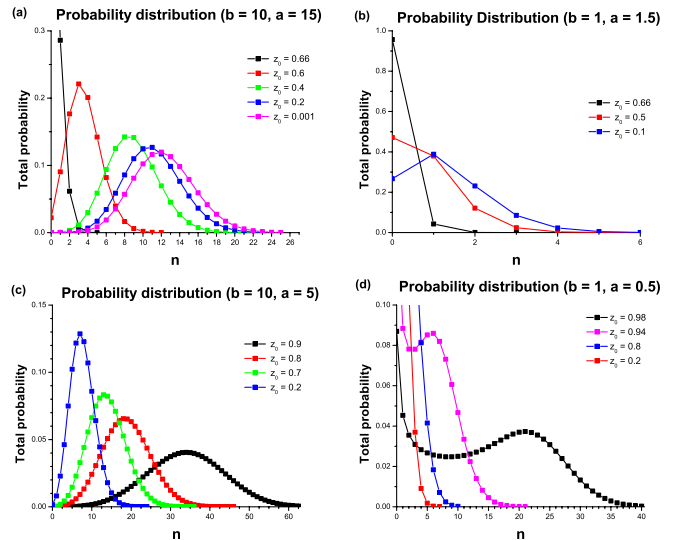 (a) Probability distribution (b = 10, a = 15)
Total probability
0.3
0.2
0.1
0.0
0 2 4 6 8 10 12 14 16 18 20 22 24 26
n
z0 = 0.66
z0 = 0.6
z0 = 0.4
z0 = 0.2
z0 = 0.001
(b) Probability Distribution (b = 1, a = 1.5)
Total probability
1.0
0.8
0.6
0.4
0.2
0.0
0 2 4 6
n
z0 = 0.66
z0 = 0.5
z0 = 0.1
(c) Probability distribution (b = 10, a = 5)
Total probability
0.15
0.10
0.05
0.00
0 10 20 30 40 50 60
n
z0 = 0.9
z0 = 0.8
z0 = 0.7
z0 = 0.2
(d) Probability distribution (b = 1, a = 0.5)
Total probability
0.10
0.08
0.06
0.04
0.02
0.00
0 5 10 15 20 25 30 35 40
n
z0 = 0.98
z0 = 0.94
z0 = 0.8
z0 = 0.2